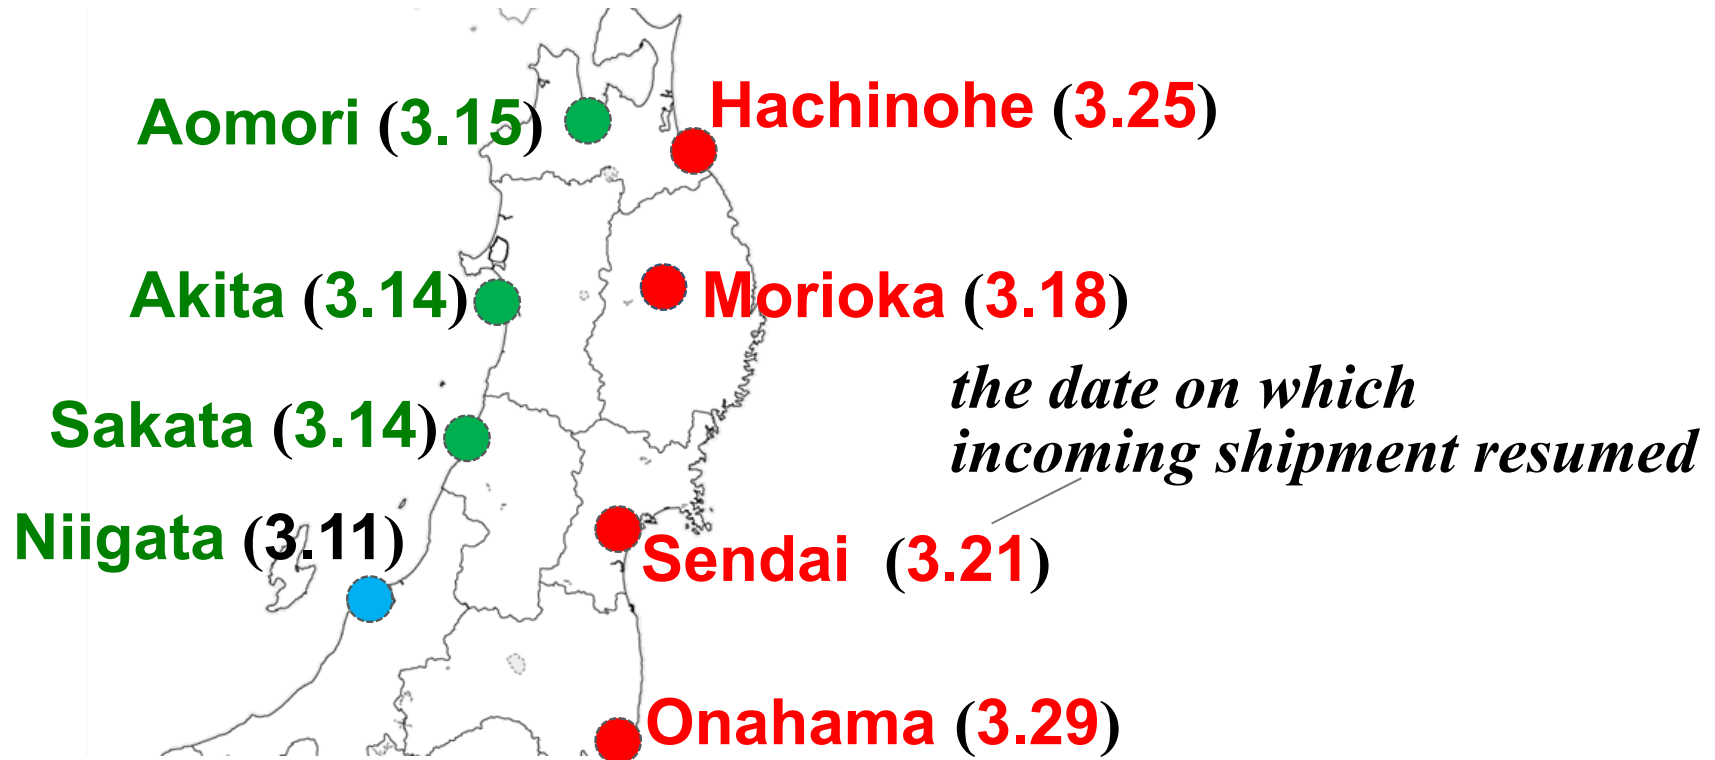 Hachinohe (3.25)
Aomori (3.15)
Akita (3.14)
Morioka (3.18)
the date on which
incoming shipment resumed
Sakata (3.14)
Niigata (3.11)
Sendai (3.21)
Onahama (3.29)